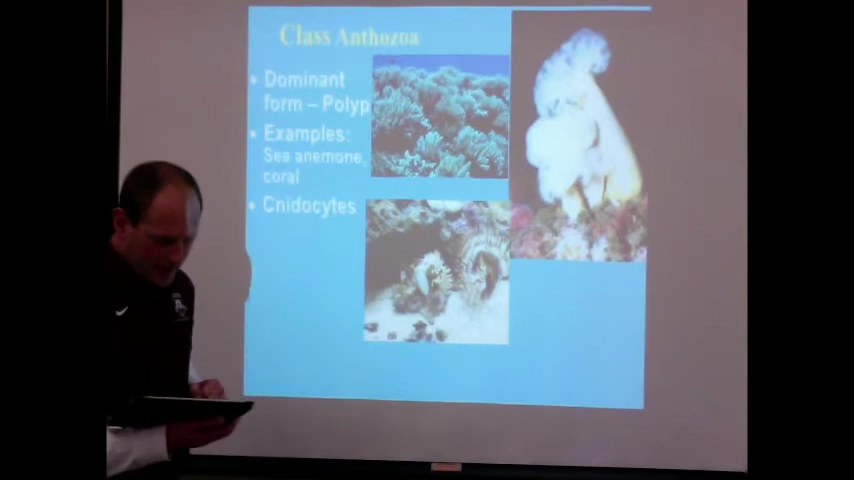 Class Anthozoa
• Dominant
form – Polyp
• Examples:
Sea anemone,
coral
• Cnidocytes